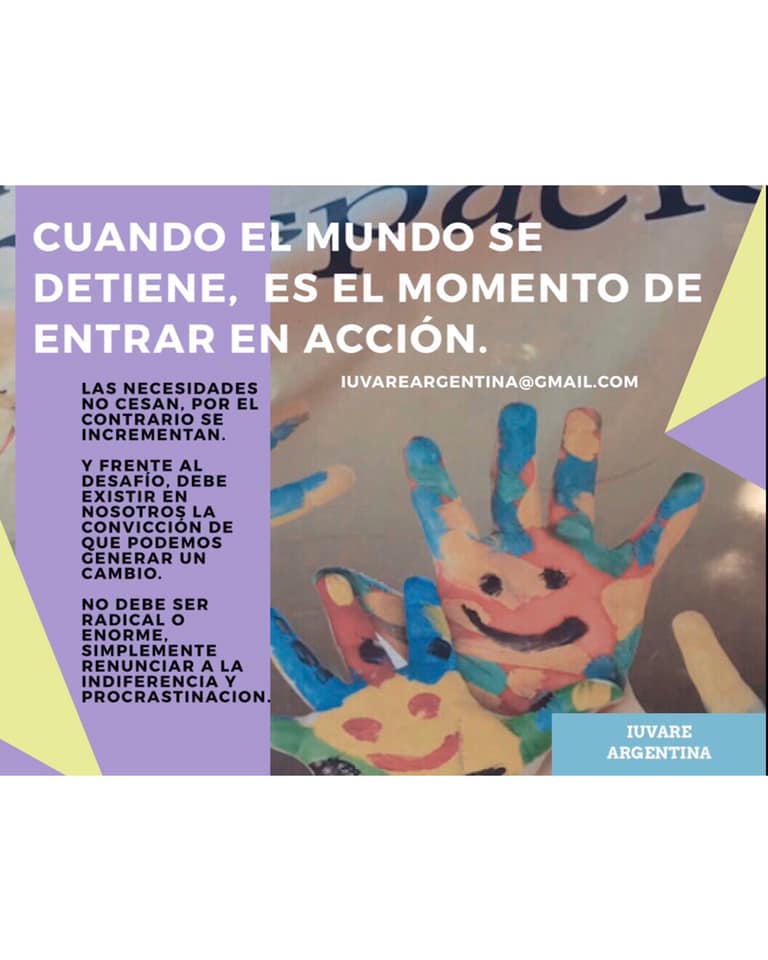 CUANDO EL MUNDO SE
DETIENE, ES EL MOMENTO DE
ENTRAR EN ACCIÓN.
IUVAREARGENTINA@GMAIL.COM
LAS NECESIDADES
NO CESAN, POR EL
CONTRARIO SE
INCREMENTAN.
Y FRENTE AL
DESAFÍO, DEBE
EXISTIR EN
NOSOTROS LA
CONVICCIÓN DE
QUE PODEMOS
GENERAR UN
CAMBIO.
NO DEBE SER
RADICAL O
ENORME,
SIMPLEMENTE
RENUNCIAR A LA
INDIFERENCIA Y
PROCRASTINACION.
IUVARE
ARGENTINA